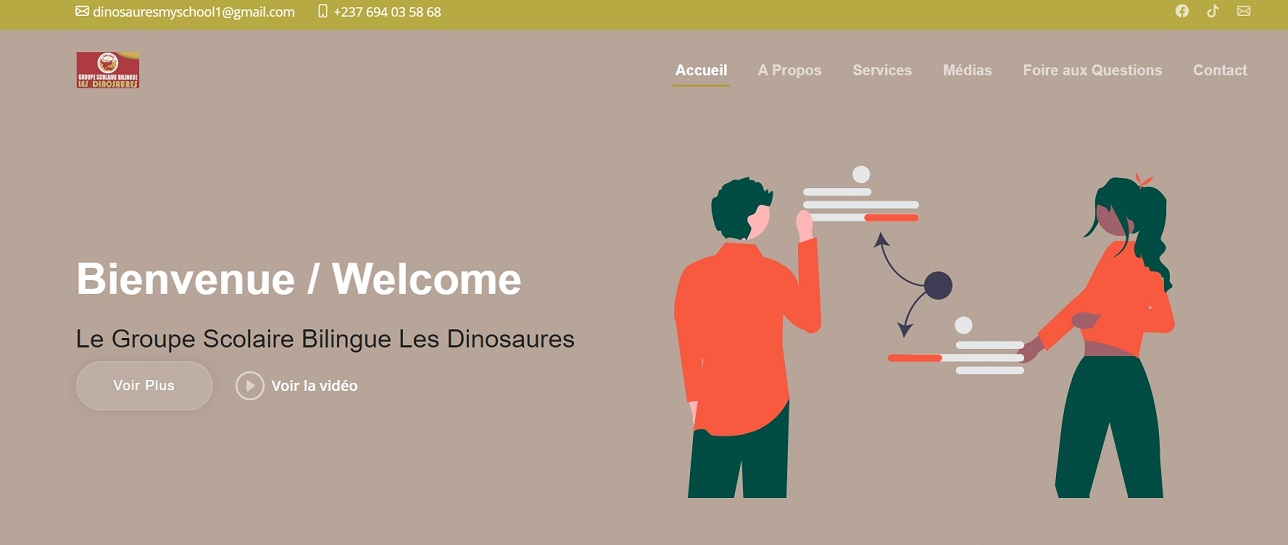 dinosauresmyschool1@gmail.com +237 694 03 58 68
GROUPE SCOLAIRE BILINGUE
LES DINOSAURES
Accueil A Propos Services Médias Foire aux Questions Contact
Bienvenue / Welcome
Le Groupe Scolaire Bilingue Les Dinosaures
Voir Plus Voir la vidéo